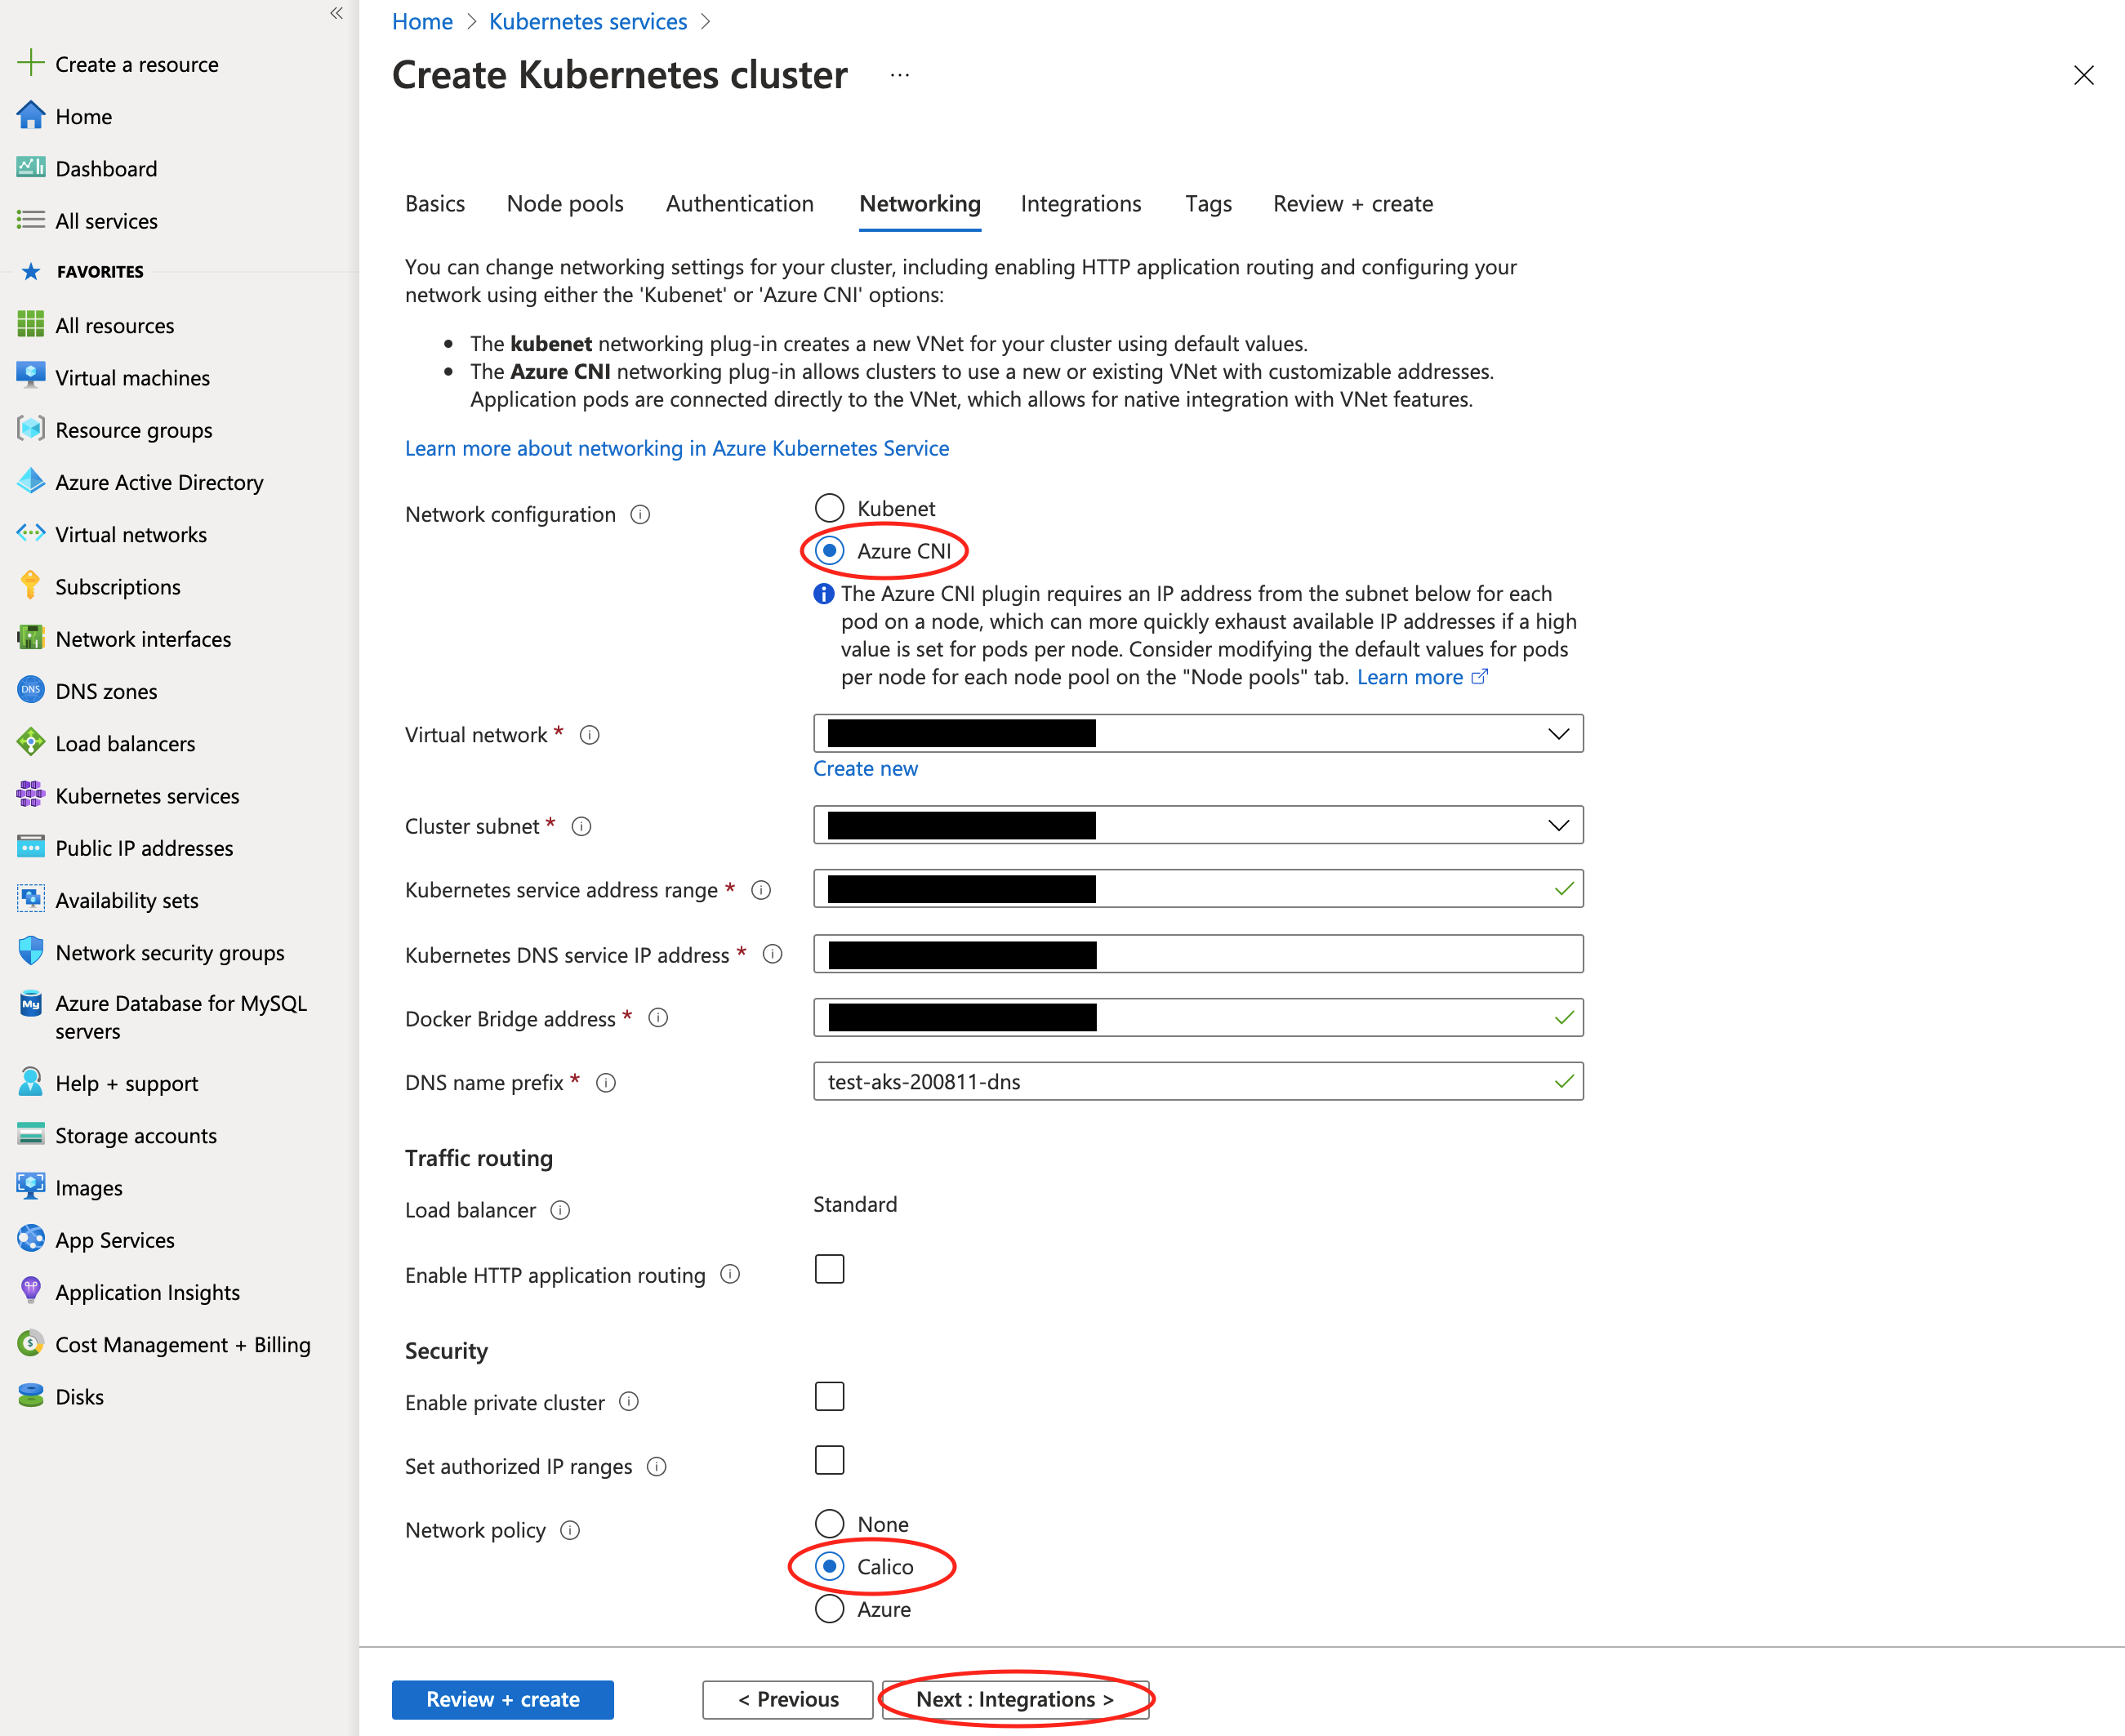 «
Create a resource
Home
Dashboard
All services
FAVORITES
All resources
Virtual machines
Resource groups
Azure Active Directory
Virtual networks
Subscriptions
Network interfaces
DNS
DNS zones
Load balancers
Kubernetes services
Public IP addresses
Availability sets
Network security groups
My
Azure Database for MySQL
servers
Help + support
Storage accounts
Images
App Services
Application Insights
Cost Management + Billing
Disks
Home > Kubernetes services >
Create Kubernetes cluster ...
Basics Node pools Authentication Networking Integrations Tags Review + create
You can change networking settings for your cluster, including enabling HTTP application routing and configuring your
network using either the 'Kubenet' or 'Azure CNI' options:
• The kubenet networking plug-in creates a new VNet for your cluster using default values.
• The Azure CNI networking plug-in allows clusters to use a new or existing VNet with customizable addresses.
Application pods are connected directly to the VNet, which allows for native integration with VNet features.
Learn more about networking in Azure Kubernetes Service
Network configuration
Kubenet
Azure CNI
The Azure CNI plugin requires an IP address from the subnet below for each
pod on a node, which can more quickly exhaust available IP addresses if a high
value is set for pods per node. Consider modifying the default values for pods
per node for each node pool on the "Node pools" tab. Learn more
Virtual network *
Create new
Cluster subnet *
Kubernetes service address range *
Kubernetes DNS service IP address *
Docker Bridge address *
DNS name prefix * test-aks-200811-dns
Traffic routing
Load balancer Standard
Enable HTTP application routing
Security
Enable private cluster
Set authorized IP ranges
Network policy
None
Calico
Azure
Review + create < Previous Next : Integrations >